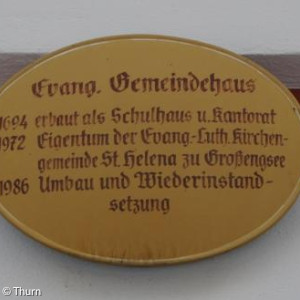 Evang. Gemeindehaus
1694 erbaut als Schulhaus u. Kantorat
1972 Eigentum der Evang.-Luth. Kirchen-
gemeinde St. Helena zu Großengsee
1986 Umbau und Wiederinstand-
setzung
© Thurn